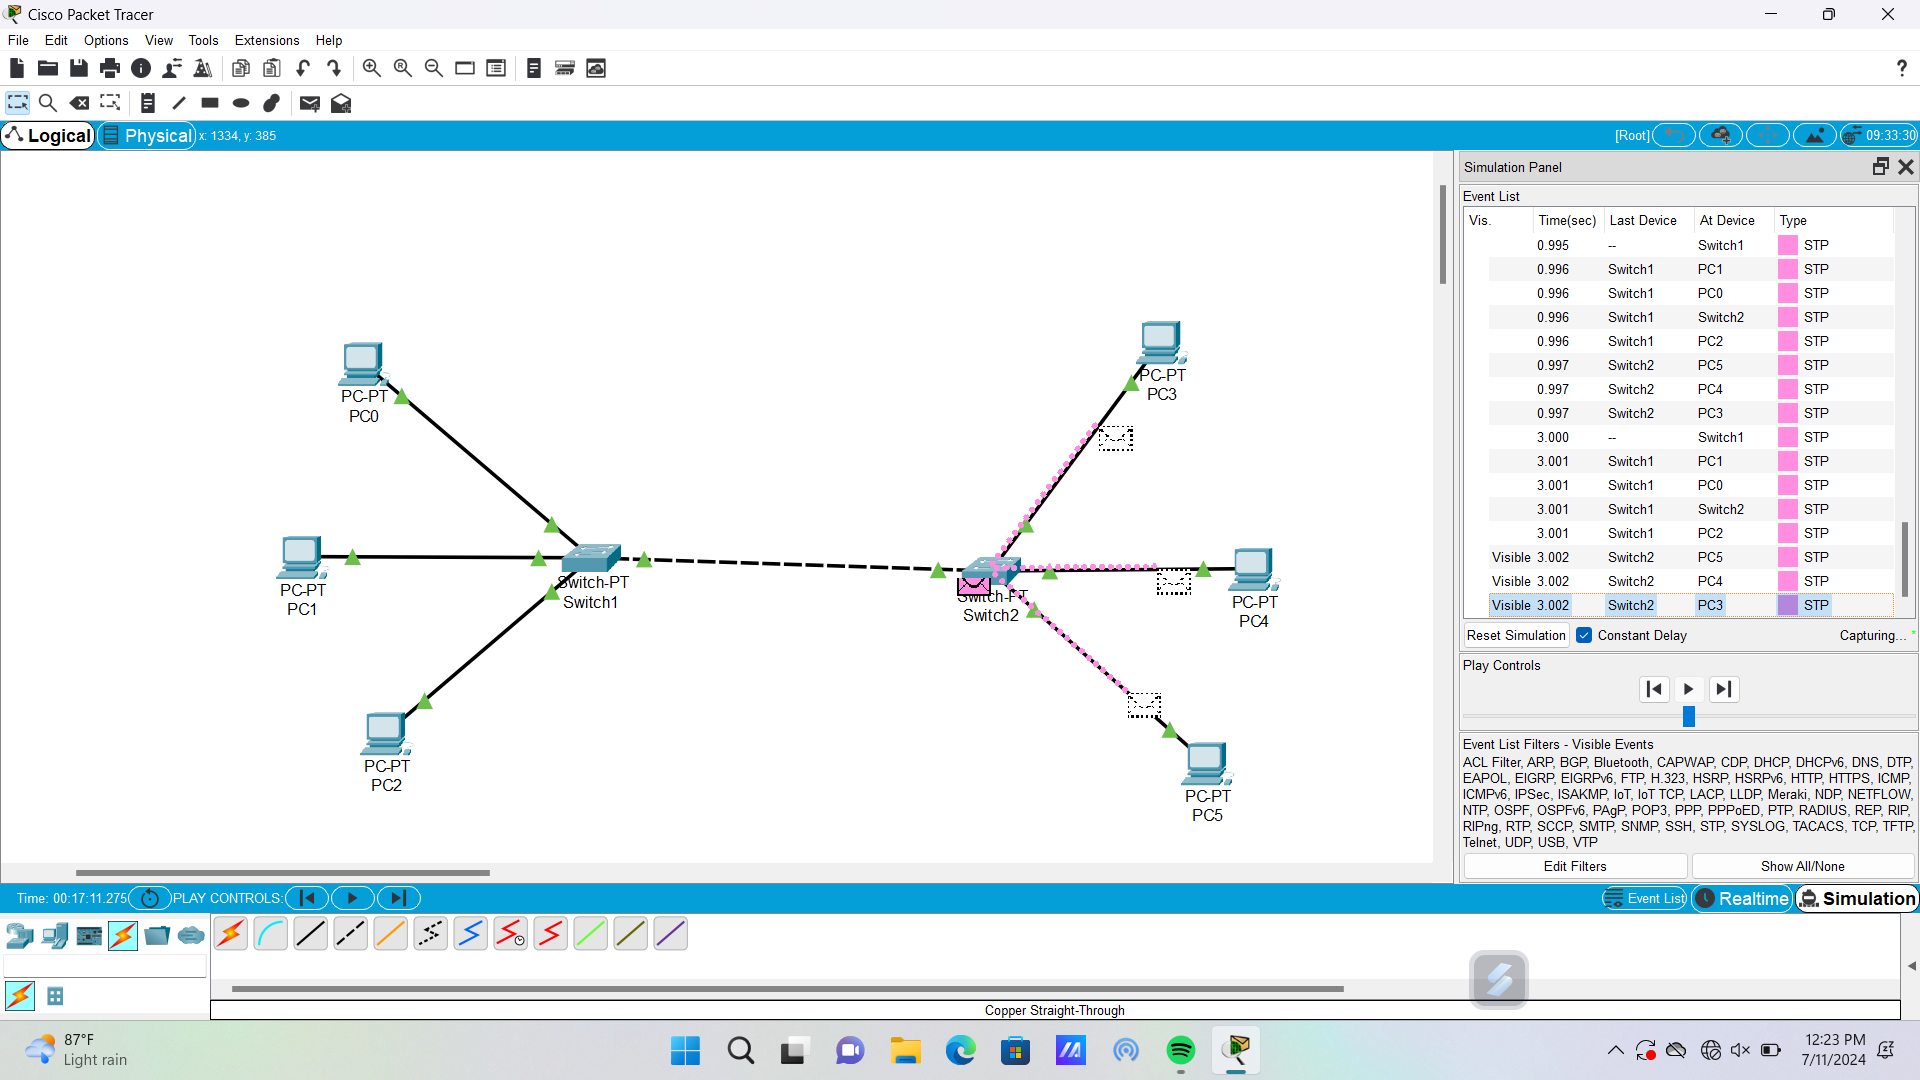 Cisco Packet Tracer
File Edit Options View Tools Extensions Help
?
Logical Physical x: 1334, y: 385 [Root] 09:33:30
Simulation Panel
Event List
Vis. Time(sec) Last Device At Device Type
0.995 -- Switch1 STP
0.996 Switch1 PC1 STP
0.996 Switch1 PC0 STP
0.996 Switch1 Switch2 STP
0.996 Switch1 PC2 STP
0.997 Switch2 PC5 STP
0.997 Switch2 PC4 STP
0.997 Switch2 PC3 STP
3.000 -- Switch1 STP
3.001 Switch1 PC1 STP
3.001 Switch1 PC0 STP
3.001 Switch1 Switch2 STP
3.001 Switch1 PC2 STP
Visible 3.002 Switch2 PC5 STP
Visible 3.002 Switch2 PC4 STP
Visible 3.002 Switch2 PC3 STP
Reset Simulation Constant Delay Capturing...
Play Controls
Event List Filters - Visible Events
ACL Filter, ARP, BGP, Bluetooth, CAPWAP, CDP, DHCP, DHCPv6, DNS, DTP,
EAPOL, EIGRP, EIGRPv6, FTP, H.323, HSRP, HSRPv6, HTTP, HTTPS, ICMP,
ICMPv6, IPSec, ISAKMP, IoT, IoT TCP, LACP, LLDP, Meraki, NDP, NETFLOW,
NTP, OSPF, OSPFv6, PAgP, POP3, PPP, PPPoED, PTP, RADIUS, REP, RIP,
RIPng, RTP, SCCP, SMTP, SNMP, SSH, STP, SYSLOG, TACACS, TCP, TFTP,
Telnet, UDP, USB, VTP
Edit Filters Show All/None
PC-PT
PC0
PC-PT
PC1
PC-PT
PC2
Switch-PT
Switch1
Switch-PT
Switch2
PC-PT
PC3
PC-PT
PC4
PC-PT
PC5
Time: 00:17:11.275 PLAY CONTROLS: Event List Realtime Simulation
Copper Straight-Through
87°F
Light rain
12:23 PM
7/11/2024